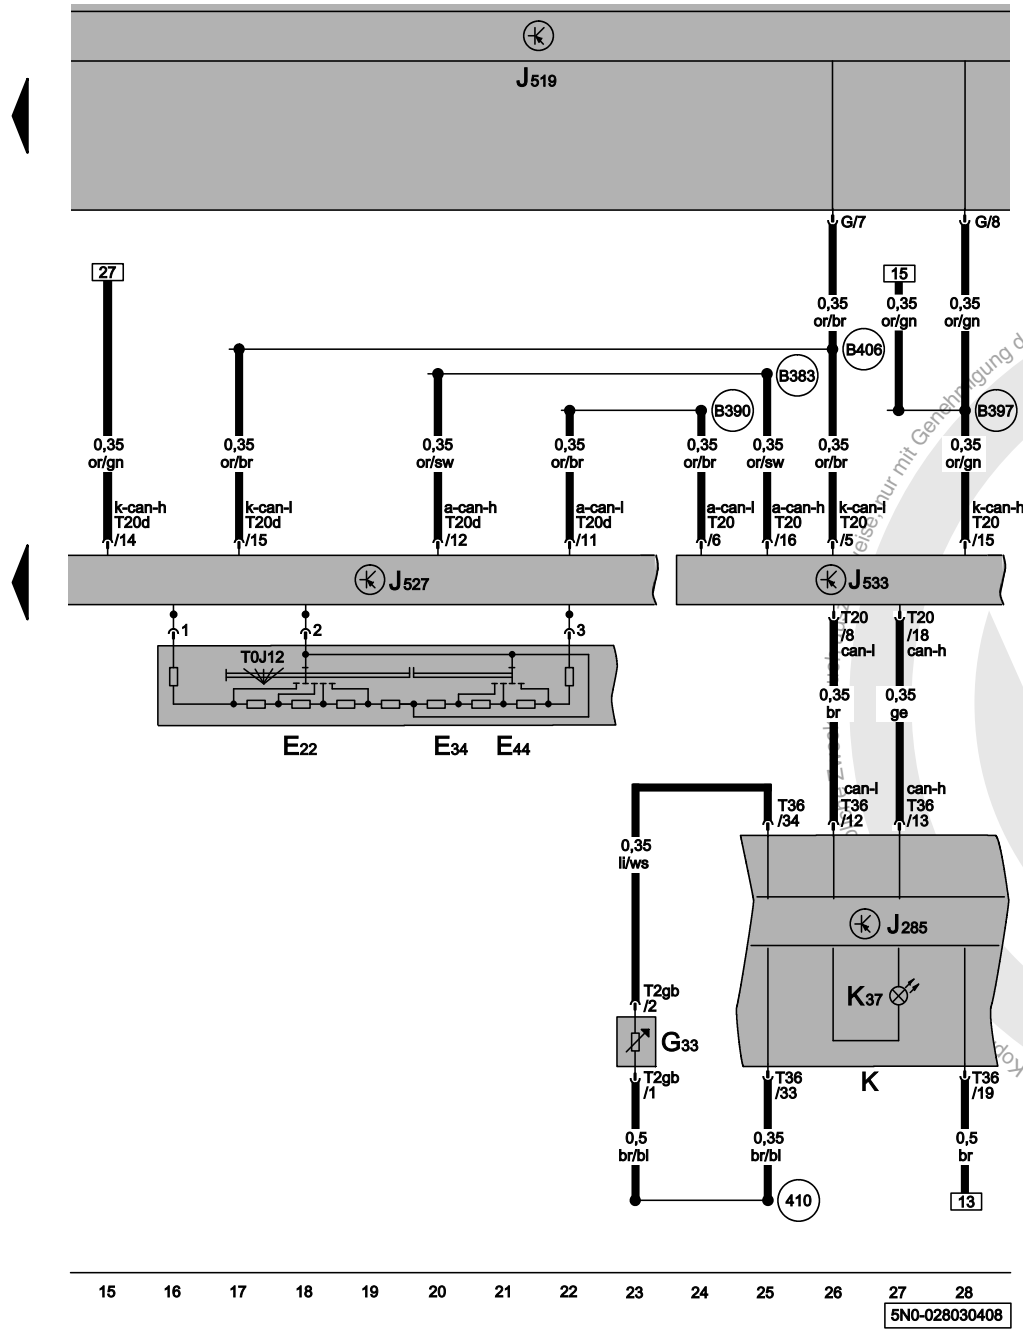 J519
G/7
G/8
27
15
0,35
or/br
0,35
or/gn
0,35
or/gn
B406
B383
B390
B397
0,35
or/gn
0,35
or/br
0,35
or/sw
0,35
or/br
0,35
or/br
0,35
or/sw
0,35
or/br
0,35
or/gn
k-can-h
T20d
/14
k-can-l
T20d
/15
a-can-h
T20d
/12
a-can-l
T20d
/11
a-can-l
T20
/6
a-can-h
T20
/16
k-can-l
T20
/5
k-can-h
T20
/15
J527
J533
1
2
3
T20
/8
can-l
T20
/18
can-h
T0J12
0,35
br
0,35
ge
E22
E34
E44
T36
/34
can-l
T36
/12
can-h
T36
/13
0,35
li/ws
J285
K37
T2gb
/2
G33
T2gb
/1
K
T36
/33
T36
/19
0,5
br/bl
0,35
br/bl
0,5
br
410
13
15 16 17 18 19 20 21 22 23 24 25 26 27 28
5N0-028030408
nur mit Genehmigung d